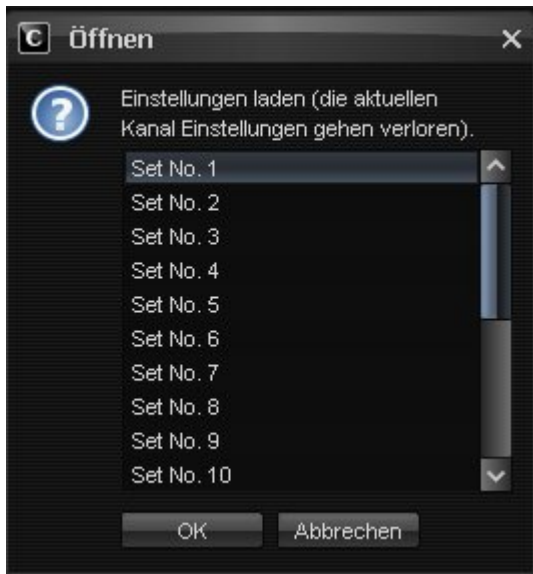 C Öffnen
Einstellungen laden (die aktuellen
Kanal Einstellungen gehen verloren).
Set No. 1
Set No. 2
Set No. 3
Set No. 4
Set No. 5
Set No. 6
Set No. 7
Set No. 8
Set No. 9
Set No. 10
OK Abbrechen